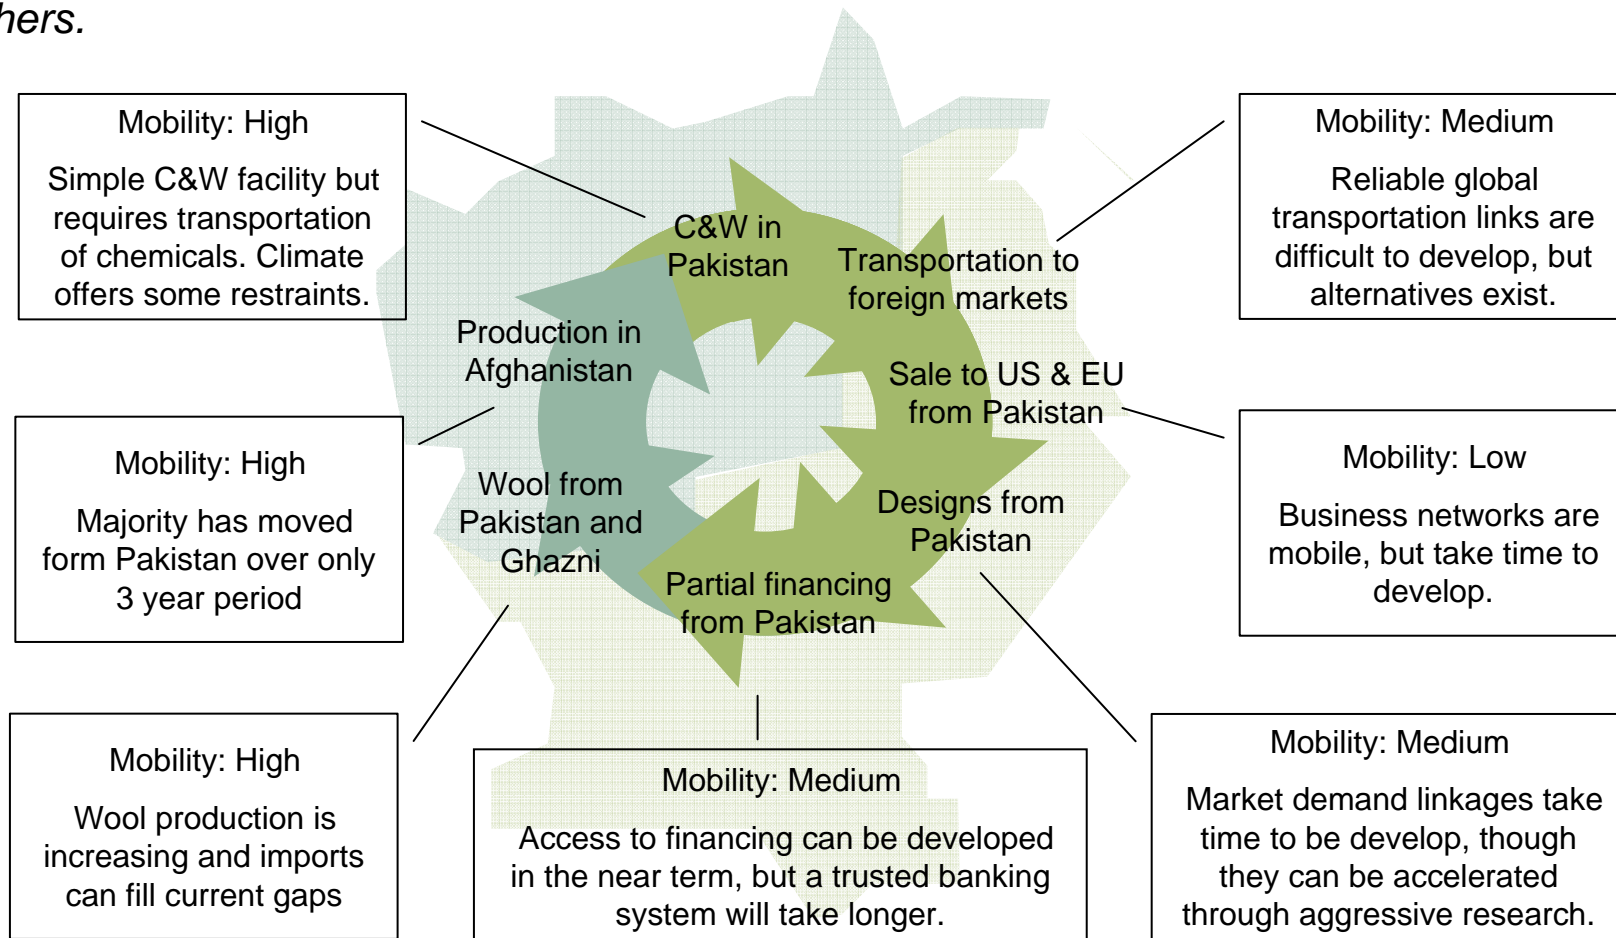 hers.
Mobility: High
Simple C&W facility but
requires transportation
of chemicals. Climate
offers some restraints.
Mobility: Medium
Reliable global
transportation links are
difficult to develop, but
alternatives exist.
C&W in
Pakistan
Transportation to
foreign markets
Production in
Afghanistan
Sale to US & EU
from Pakistan
Mobility: High
Majority has moved
form Pakistan over only
3 year period
Wool from
Pakistan and
Ghazni
Designs from
Pakistan
Mobility: Low
Business networks are
mobile, but take time to
develop.
Partial financing
from Pakistan
Mobility: High
Wool production is
increasing and imports
can fill current gaps
Mobility: Medium
Access to financing can be developed
in the near term, but a trusted banking
system will take longer.
Mobility: Medium
Market demand linkages take
time to be develop, though
they can be accelerated
through aggressive research.